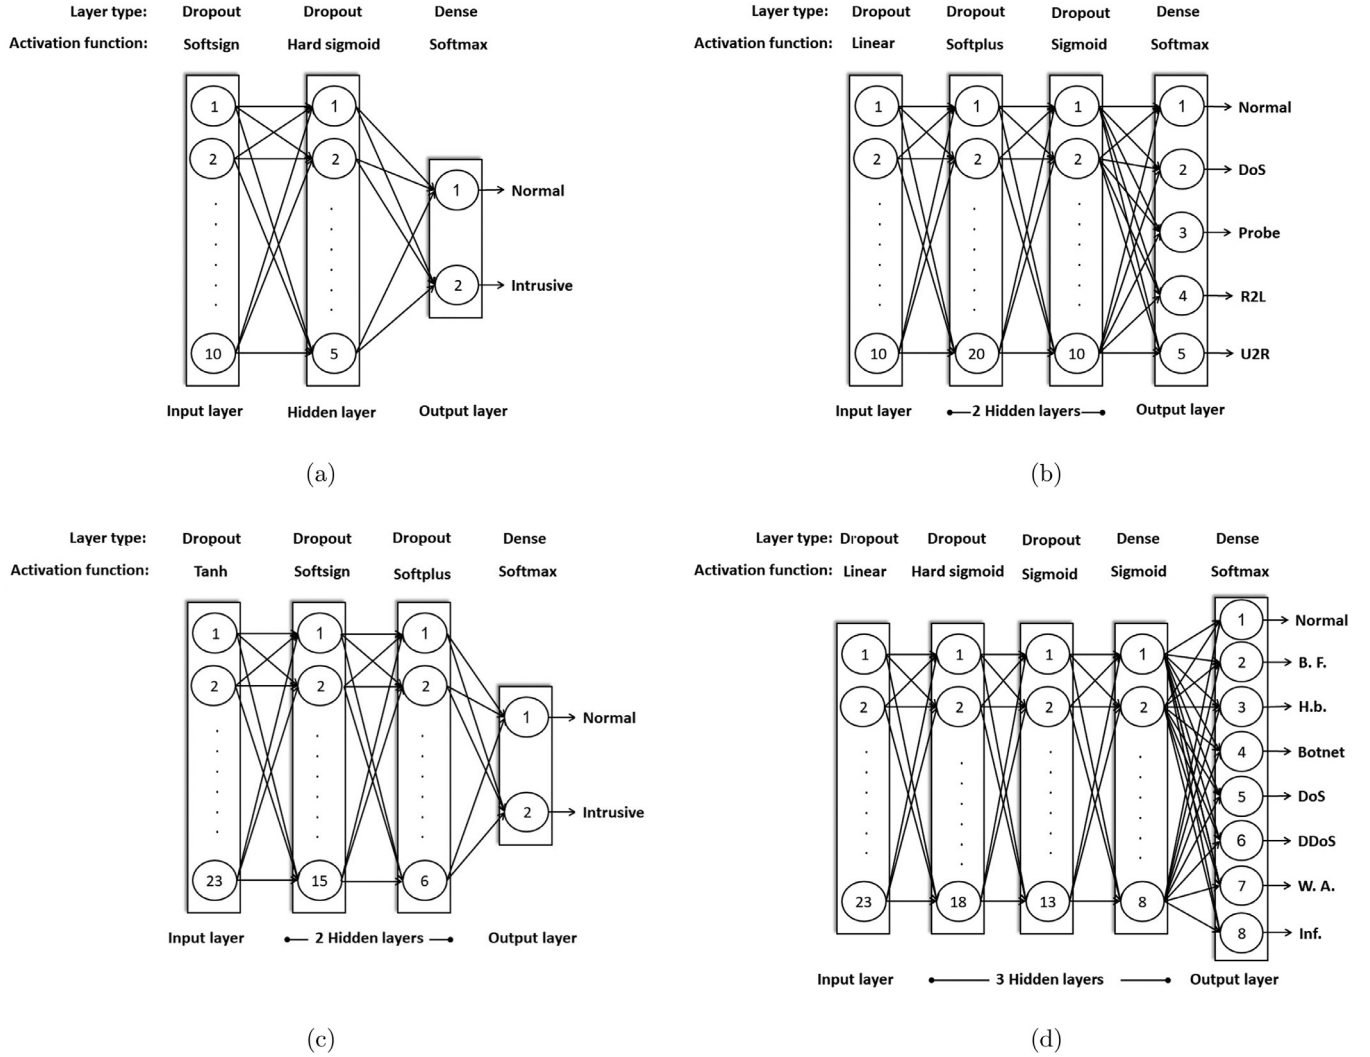 Layer type: Dropout Dropout Dense
Activation function: Softsign Hard sigmoid Softmax
1 1
2 2
1 Normal
2 Intrusive
10 5
Input layer Hidden layer Output layer
(a)
Layer type: Dropout Dropout Dropout Dense
Activation function: Linear Softplus Sigmoid Softmax
1 1 1 1 Normal
2 2 2 2 DoS
3 Probe
4 R2L
10 20 10 5 U2R
Input layer 2 Hidden layers Output layer
(b)
Layer type: Dropout Dropout Dropout Dense
Activation function: Tanh Softsign Softplus Softmax
1 1 1
2 2 2
1 Normal
2 Intrusive
23 15 6
Input layer 2 Hidden layers Output layer
(c)
Layer type: Dropout Dropout Dropout Dense Dense
Activation function: Linear Hard sigmoid Sigmoid Sigmoid Softmax
1 Normal
1 1 1 1
2 B. F.
2 2 2 2 3 H.b.
4 Botnet
5 DoS
6 DDoS
7 W. A.
23 18 13 8
8 Inf.
Input layer 3 Hidden layers Output layer
(d)